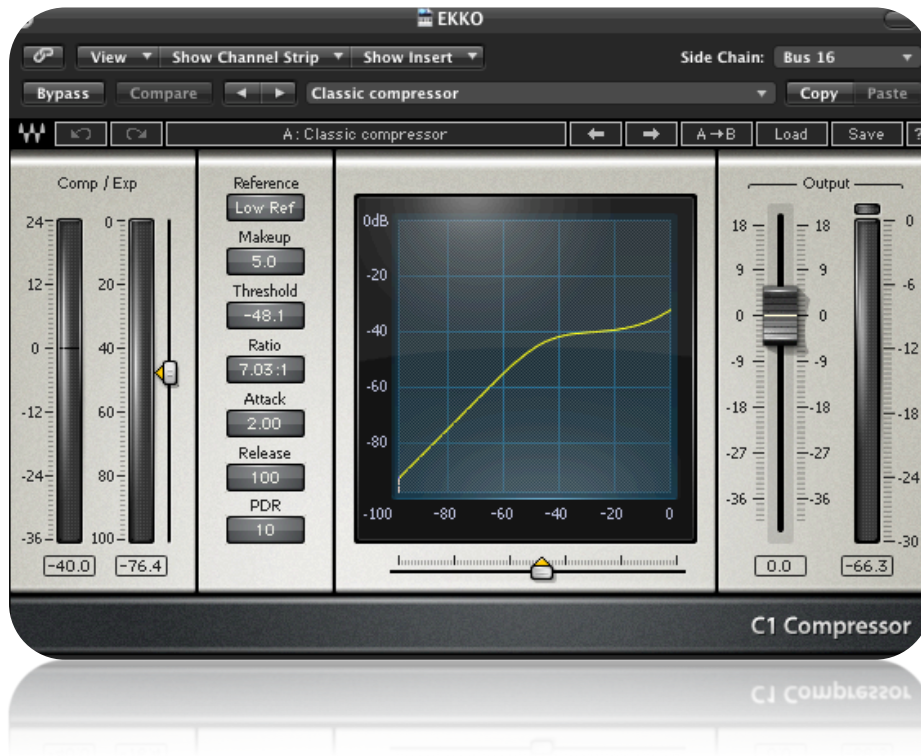 EKKO
View Show Channel Strip Show Insert Side Chain: Bus 16
Bypass Compare Classic compressor Copy Paste
A: Classic compressor A→B Load Save ?
Comp / Exp
24 12 0 -12 -24 -36
0 20 40 60 80 100
-40.0 -76.4
Reference
Low Ref
Makeup
5.0
Threshold
-48.1
Ratio
7.03:1
Attack
2.00
Release
100
PDR
10
0dB
-20
-40
-60
-80
-100 -80 -60 -40 -20 0
Output
18 18
9 9
0 0
-9 -9
-18 -18
-27 -27
-36 -36
0 -6 -12 -18 -24 -30
0.0 -66.3
C1 Compressor